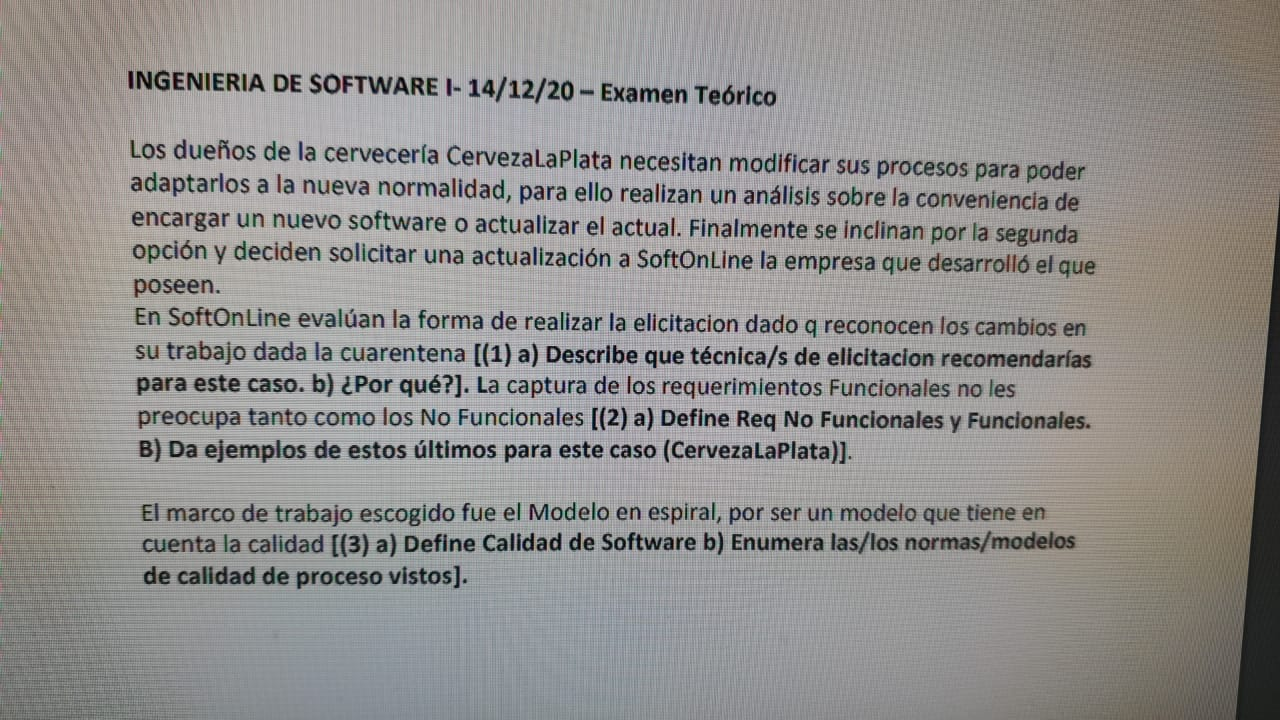 INGENIERIA DE SOFTWARE I- 14/12/20 – Examen Teórico
Los dueños de la cervecería CervezaLaPlata necesitan modificar sus procesos para poder
adaptarlos a la nueva normalidad, para ello realizan un análisis sobre la conveniencia de
encargar un nuevo software o actualizar el actual. Finalmente se inclinan por la segunda
opción y deciden solicitar una actualización a SoftOnLine la empresa que desarrolló el que
poseen.
En SoftOnLine evalúan la forma de realizar la elicitacion dado q reconocen los cambios en
su trabajo dada la cuarentena [(1) a) Describe que técnica/s de elicitacion recomendarías
para este caso. b) ¿Por qué?]. La captura de los requerimientos Funcionales no les
preocupa tanto como los No Funcionales [(2) a) Define Req No Funcionales y Funcionales.
B) Da ejemplos de estos últimos para este caso (CervezaLaPlata)].
El marco de trabajo escogido fue el Modelo en espiral, por ser un modelo que tiene en
cuenta la calidad [(3) a) Define Calidad de Software b) Enumera las/los normas/modelos
de calidad de proceso vistos].